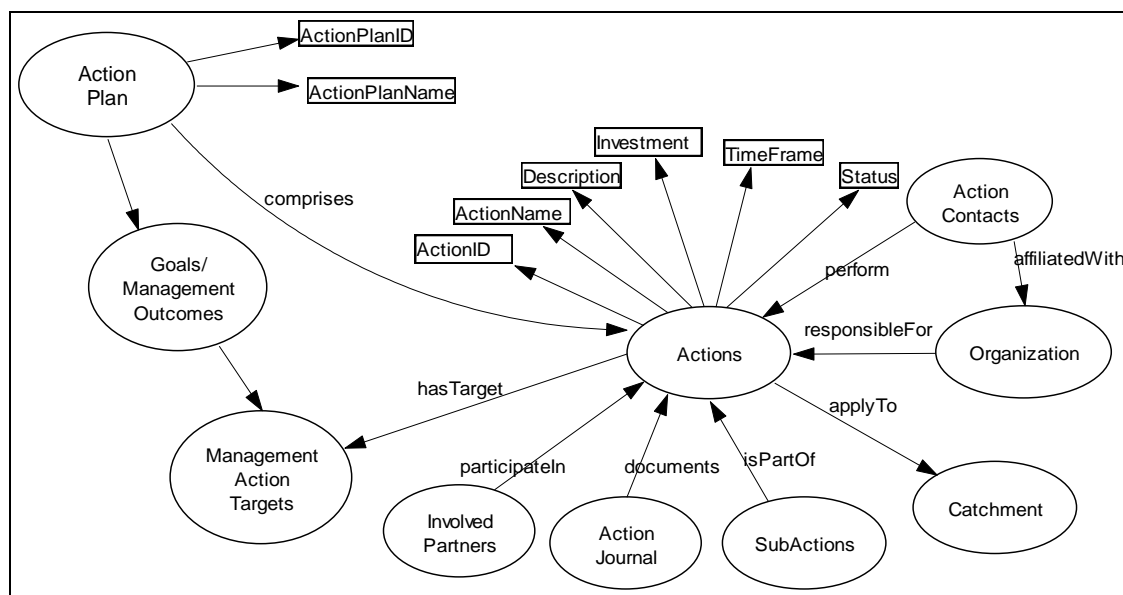 ActionPlanID
Action
Plan
ActionPlanName
Investment
TimeFrame
Description
Status
ActionName
ActionID
comprises
Action
Contacts
perform
affiliatedWith
Goals/
Management
Outcomes
responsibleFor
Organization
Actions
hasTarget
applyTo
Management
Action
Targets
participateIn
documents
isPartOf
Involved
Partners
Action
Journal
SubActions
Catchment